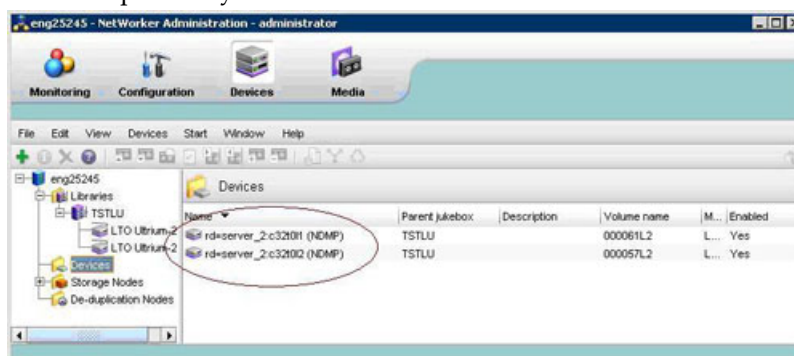 eng25245 - NetWorker Administration - administrator
Monitoring Configuration Devices Media
File Edit View Devices Start Window Help
eng25245
Libraries
TSTLU
LTO Ultrium-2
LTO Ultrium-2
Devices
Storage Nodes
De-duplication Nodes
Devices
Name Parent jukebox Description Volume name M... Enabled
rd=server_2:c32t0l1 (NDMP) TSTLU 000061L2 L... Yes
rd=server_2:c32t0l2 (NDMP) TSTLU 000057L2 L... Yes